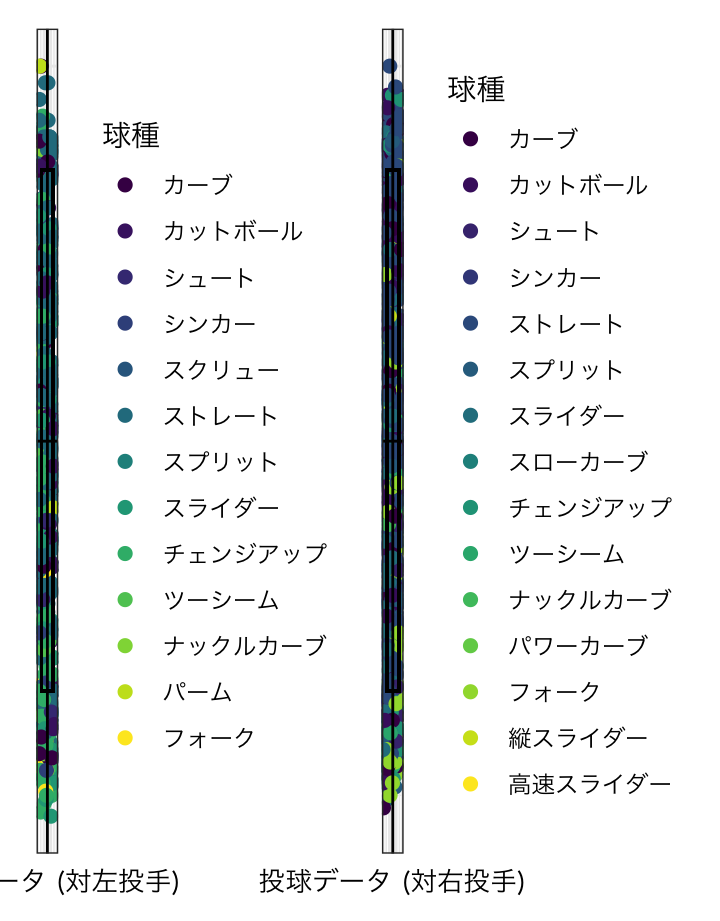 球種
カーブ
カットボール
シュート
シンカー
スクリュー
ストレート
スプリット
スライダー
チェンジアップ
ツーシーム
ナックルカーブ
パーム
フォーク
ータ (対左投手)
球種
カーブ
カットボール
シュート
シンカー
ストレート
スプリット
スライダー
スローカーブ
チェンジアップ
ツーシーム
ナックルカーブ
パワーカーブ
フォーク
縦スライダー
高速スライダー
投球データ (対右投手)